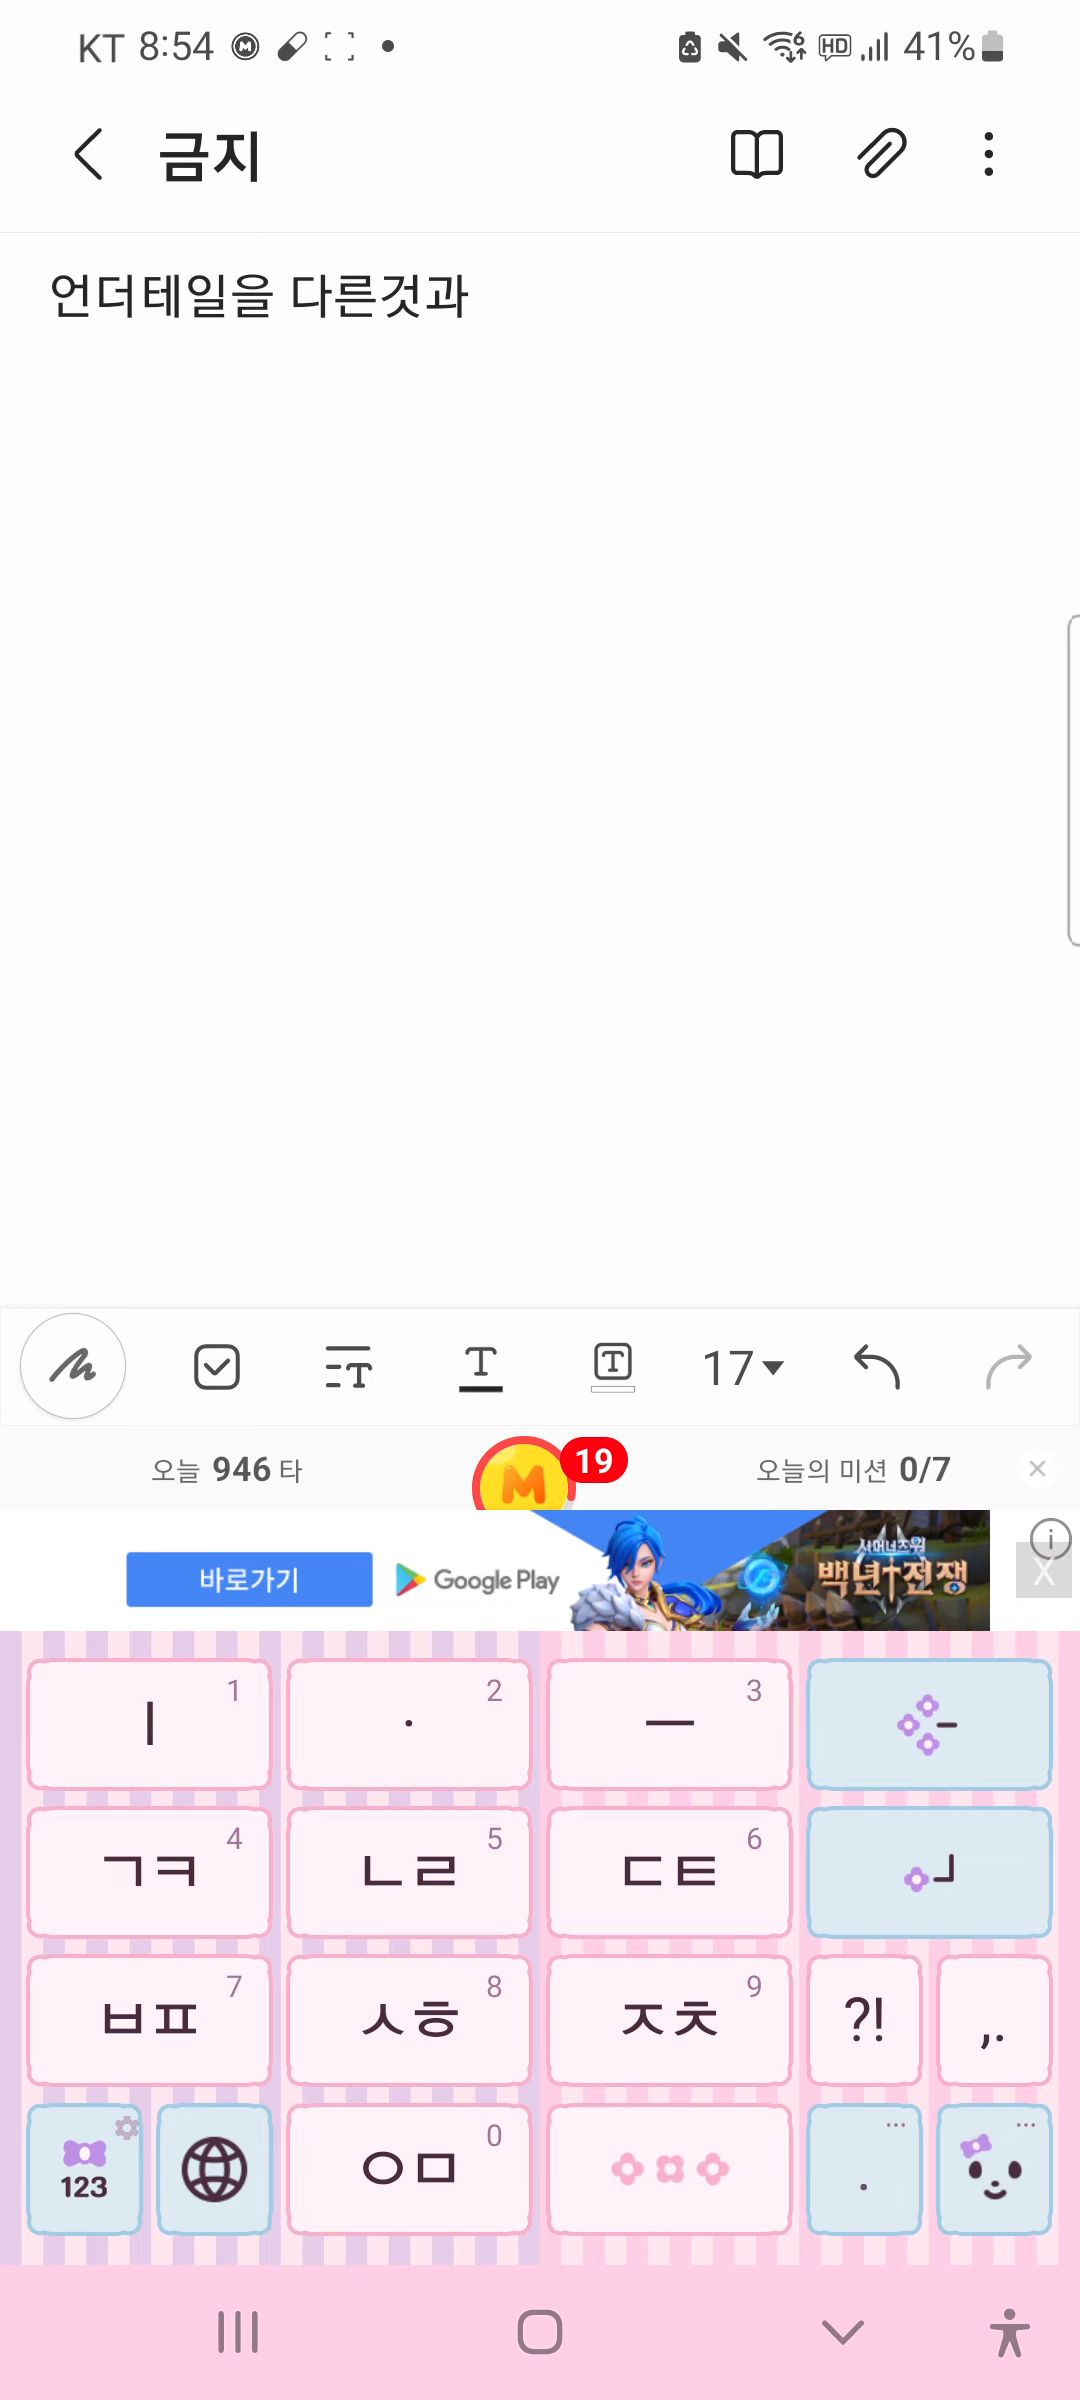 KT 8:54 M HD 41%
금지
언더테일을 다른것과
17
오늘 946 타 M 19 오늘의 미션 0/7
바로가기 Google Play 서머너즈 워 백년전쟁 X
ㅣ 1 · 2 ㅡ 3
ㄱㅋ 4 ㄴㄹ 5 ㄷㅌ 6
ㅂㅍ 7 ㅅㅎ 8 ㅈㅊ 9 ?! ,.
123 ㅇㅁ 0 .